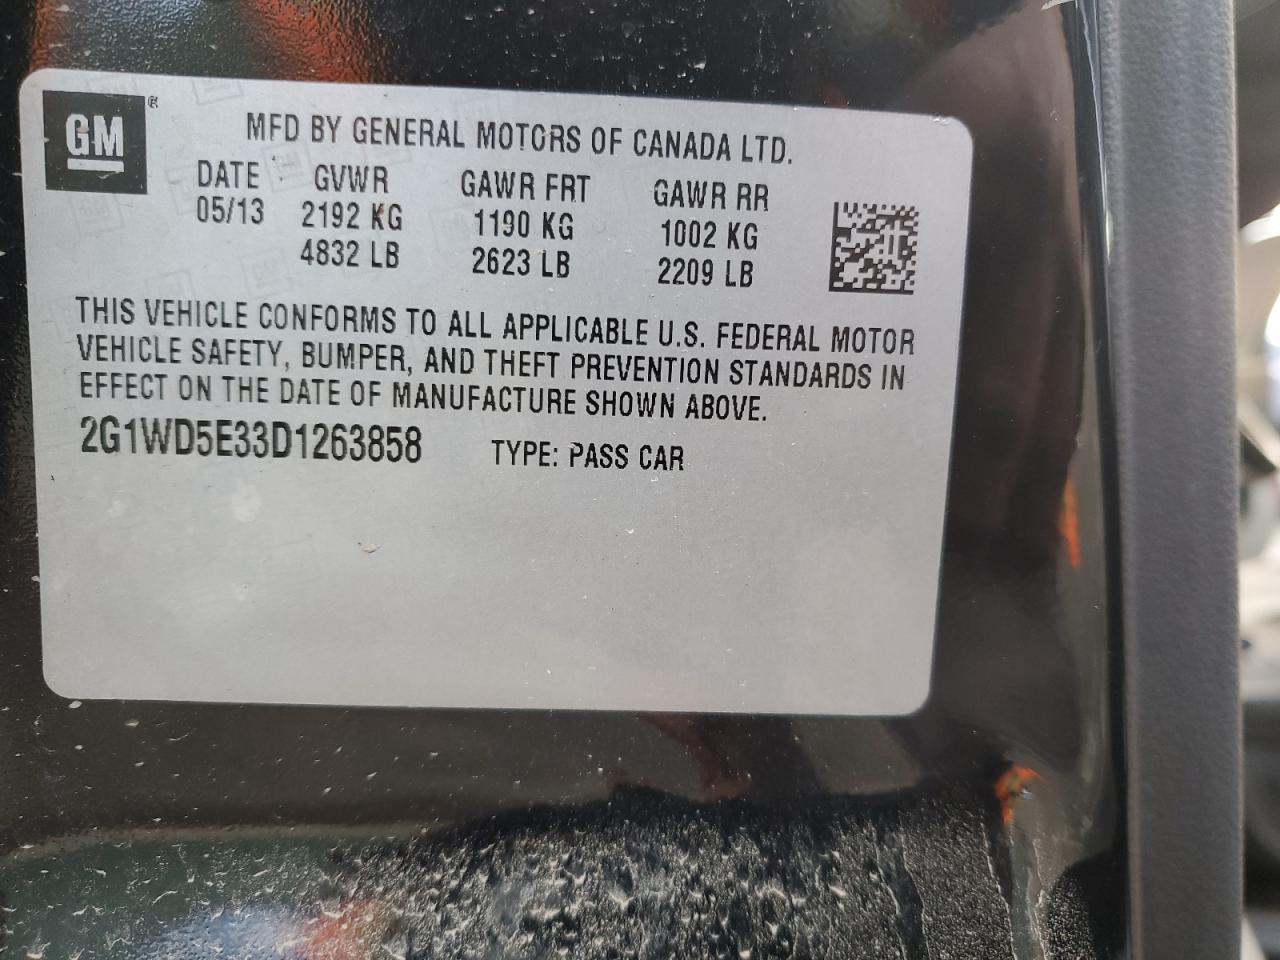 GM®
MFD BY GENERAL MOTORS OF CANADA LTD.
DATE GVWR GAWR FRT GAWR RR
05/13 2192 KG 1190 KG 1002 KG
4832 LB 2623 LB 2209 LB
THIS VEHICLE CONFORMS TO ALL APPLICABLE U.S. FEDERAL MOTOR
VEHICLE SAFETY, BUMPER, AND THEFT PREVENTION STANDARDS IN
EFFECT ON THE DATE OF MANUFACTURE SHOWN ABOVE.
2G1WD5E33D1263858 TYPE: PASS CAR